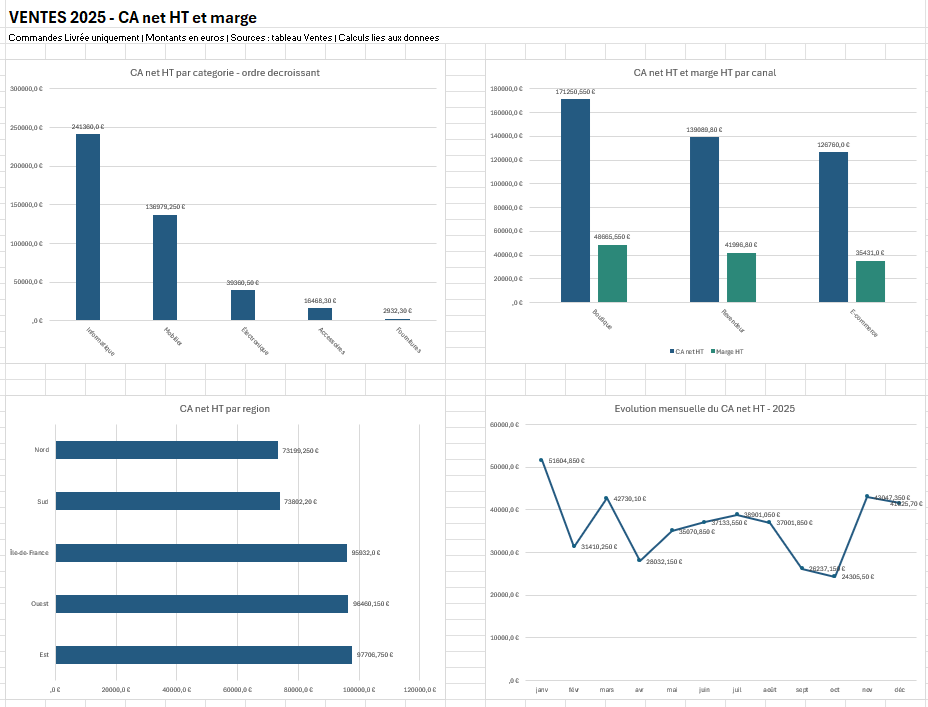 VENTES 2025 - CA net HT et marge
Commandes Livrée uniquement | Montants en euros | Sources : tableau Ventes | Calculs lies aux donnees
CA net HT par categorie - ordre decroissant
300000,0 €
250000,0 €
200000,0 €
150000,0 €
100000,0 €
50000,0 €
,0 €
241360,0 €
136979,250 €
39360,50 €
16468,30 €
2932,30 €
Informatique
Mobilier
Électronique
Accessoires
Fournitures
CA net HT et marge HT par canal
180000,0 €
160000,0 €
140000,0 €
120000,0 €
100000,0 €
80000,0 €
60000,0 €
40000,0 €
20000,0 €
,0 €
171250,550 €
48665,550 €
139089,80 €
41996,80 €
126760,0 €
35431,0 €
Boutique
Revendeur
E-commerce
CA net HT
Marge HT
CA net HT par region
Nord
73199,250 €
Sud
73802,20 €
Île-de-France
95932,0 €
Ouest
96460,150 €
Est
97706,750 €
,0 €
20000,0 €
40000,0 €
60000,0 €
80000,0 €
100000,0 €
120000,0 €
Evolution mensuelle du CA net HT - 2025
60000,0 €
50000,0 €
40000,0 €
30000,0 €
20000,0 €
10000,0 €
,0 €
51604,850 €
31410,250 €
42730,10 €
28032,150 €
35070,850 €
37133,550 €
38901,050 €
37001,850 €
26237,150 €
24305,50 €
43047,350 €
janv
févr
mars
avr
mai
juin
juil
août
sept
oct
nov
déc